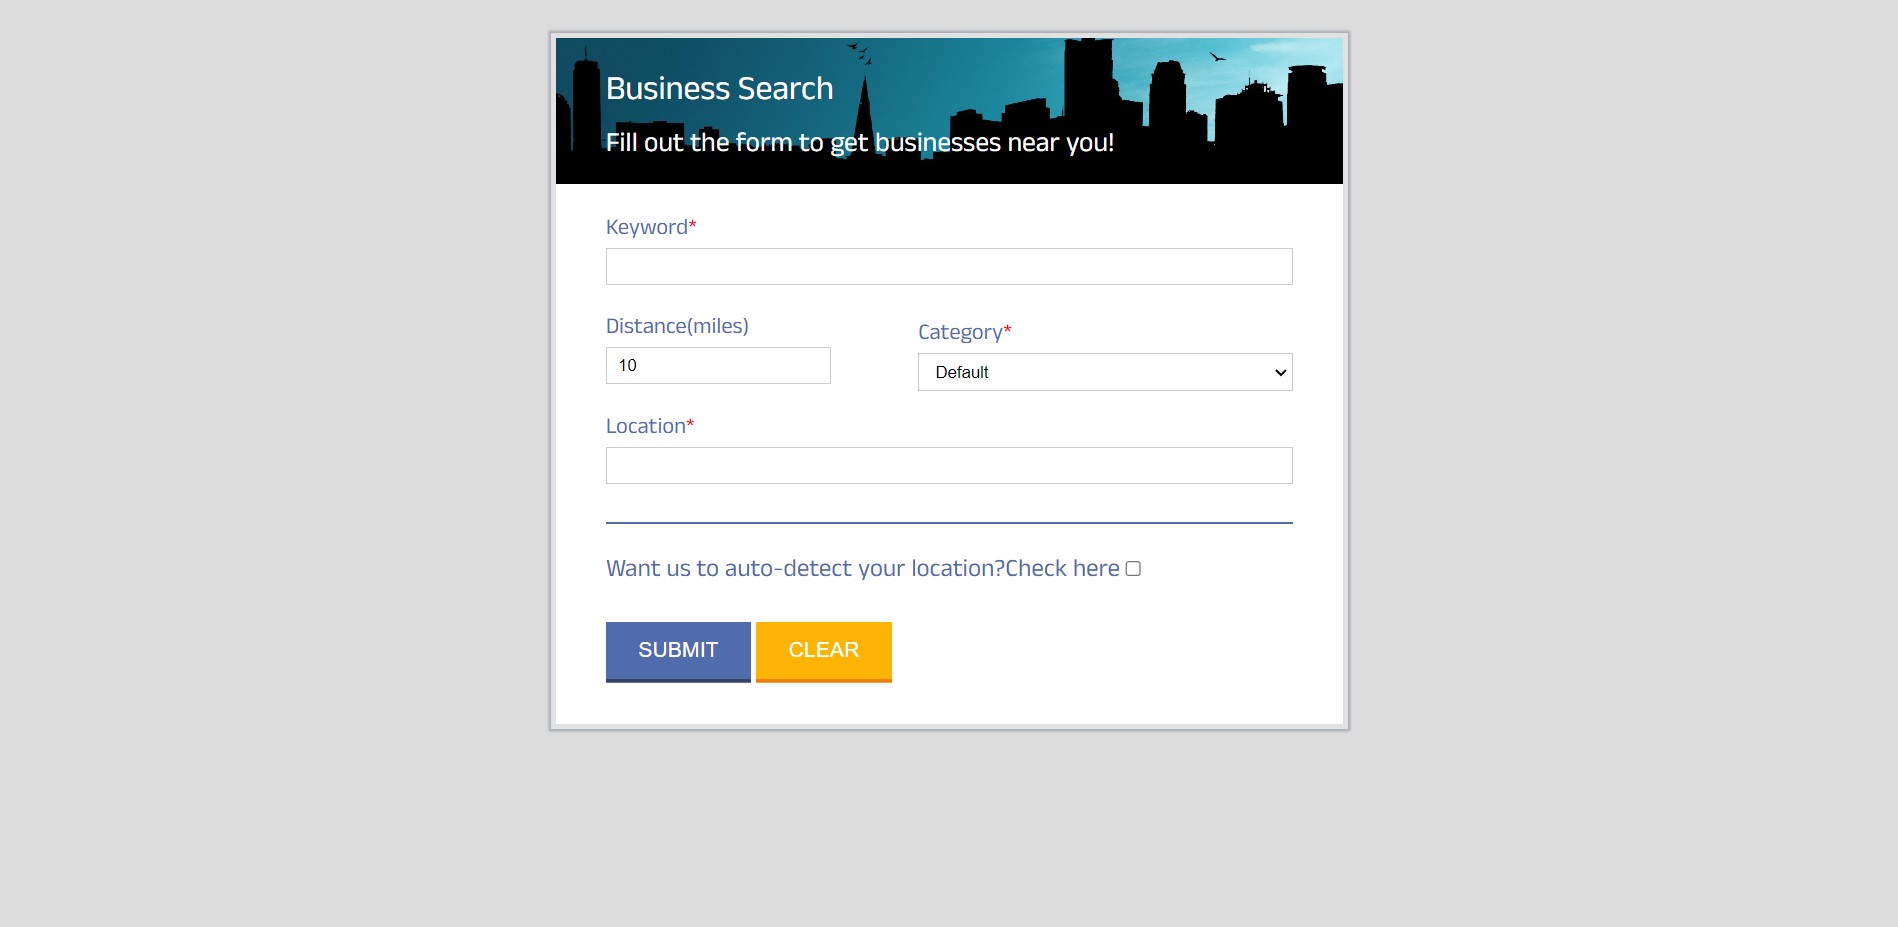 Business Search
Fill out the form to get businesses near you!
Keyword*
Distance(miles)
Category*
10
Default
Location*
Want us to auto-detect your location?Check here
SUBMIT CLEAR